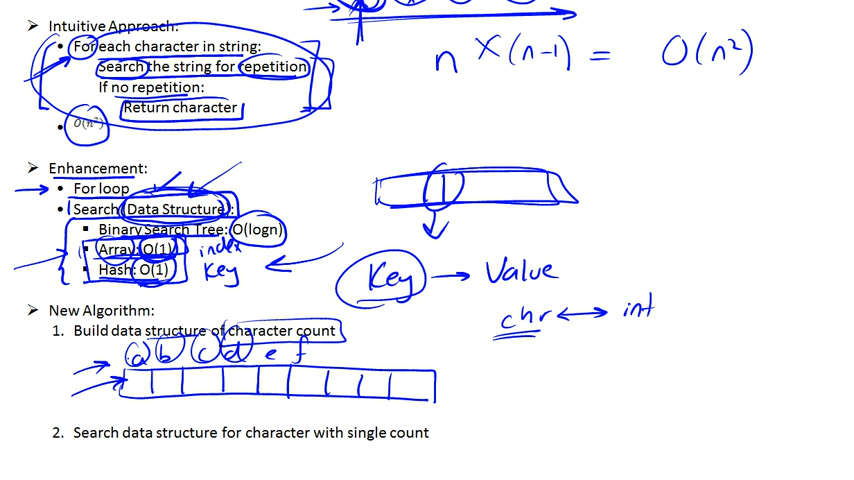 ➢ Intuitive Approach:
• For each character in string:
Search the string for repetition
If no repetition:
Return character
• O(n²)
n × (n-1) = O(n²)
➢ Enhancement:
• For loop
• Search Data Structure:
▪ Binary Search Tree: O(logn)
▪ Array: O(1) index
▪ Hash: O(1) Key
Key → Value
chr ↔ int
➢ New Algorithm:
1. Build data structure of character count
a b c d e f
2. Search data structure for character with single count